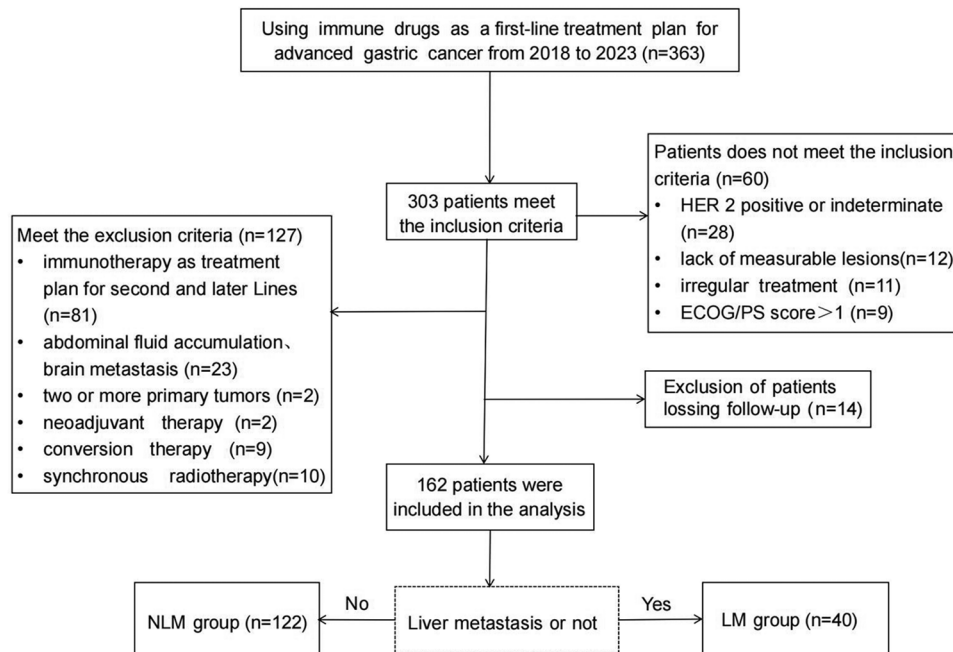 Using immune drugs as a first-line treatment plan for
advanced gastric cancer from 2018 to 2023 (n=363)
Patients does not meet the inclusion
criteria (n=60)
• HER 2 positive or indeterminate
(n=28)
• lack of measurable lesions(n=12)
• irregular treatment (n=11)
• ECOG/PS score＞1 (n=9)
303 patients meet
the inclusion criteria
Meet the exclusion criteria (n=127)
• immunotherapy as treatment
plan for second and later Lines
(n=81)
• abdominal fluid accumulation、
brain metastasis (n=23)
• two or more primary tumors (n=2)
• neoadjuvant therapy (n=2)
• conversion therapy (n=9)
• synchronous radiotherapy(n=10)
Exclusion of patients
lossing follow-up (n=14)
162 patients were
included in the analysis
No
Yes
NLM group (n=122)
Liver metastasis or not
LM group (n=40)